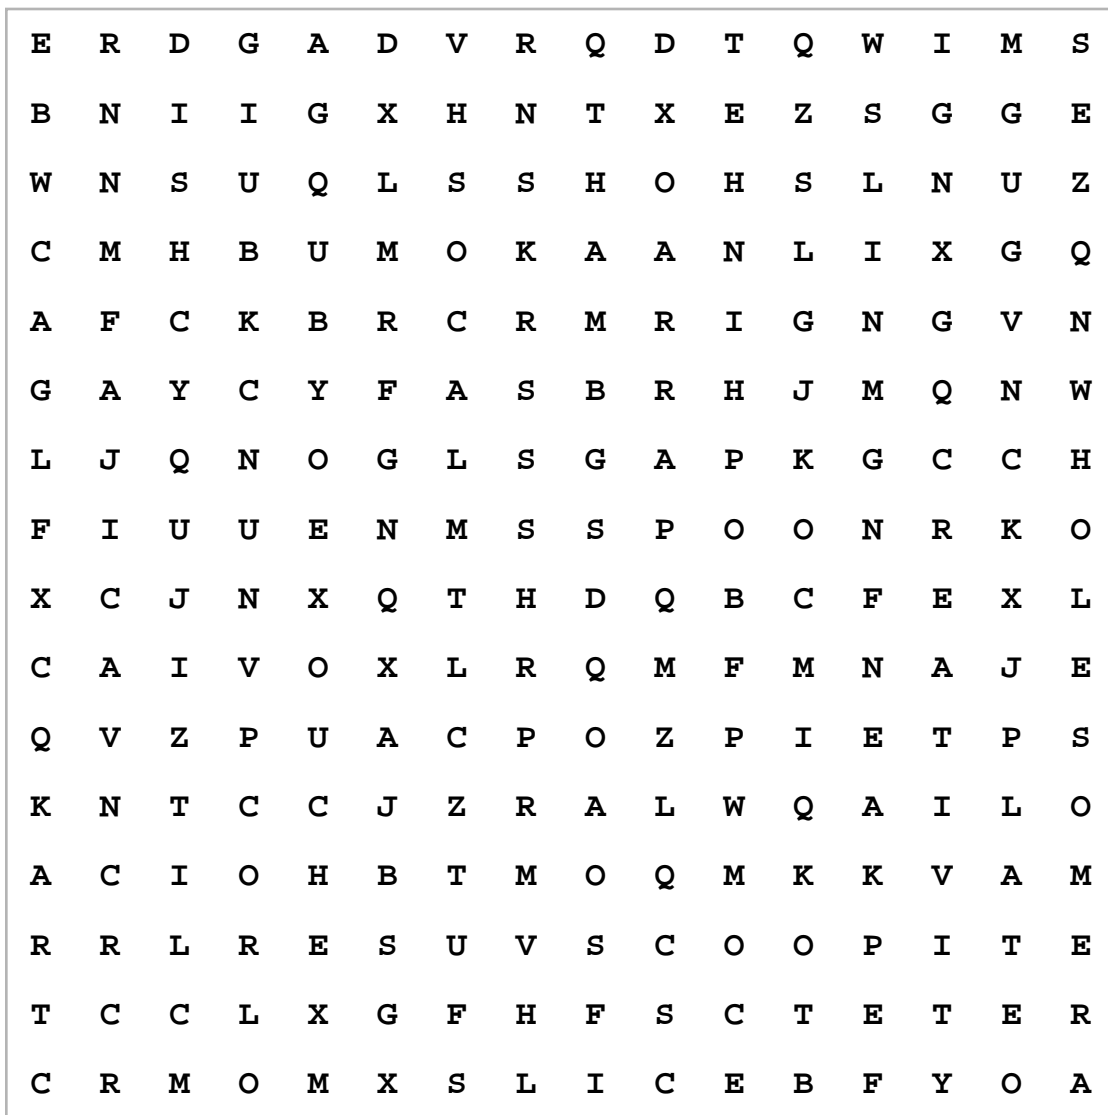 E R D G A D V R Q D T Q W I M S
B N I I G X H N T X E Z S G G E
W N S U Q L S S H O H S L N U Z
C M H B U M O K A A N L I X G Q
A F C K B R C R M R I G N G V N
G A Y C Y F A S B R H J M Q N W
L J Q N O G L S G A P K G C C H
F I U U E N M S S P O O N R K O
X C J N X Q T H D Q B C F E X L
C A I V O X L R Q M F M N A J E
Q V Z P U A C P O Z P I E T P S
K N T C C J Z R A L W Q A I L O
A C I O H B T M O Q M K K V A M
R R L R E S U V S C O O P I T E
T C C L X G F H F S C T E T E R
C R M O M X S L I C E B F Y O A